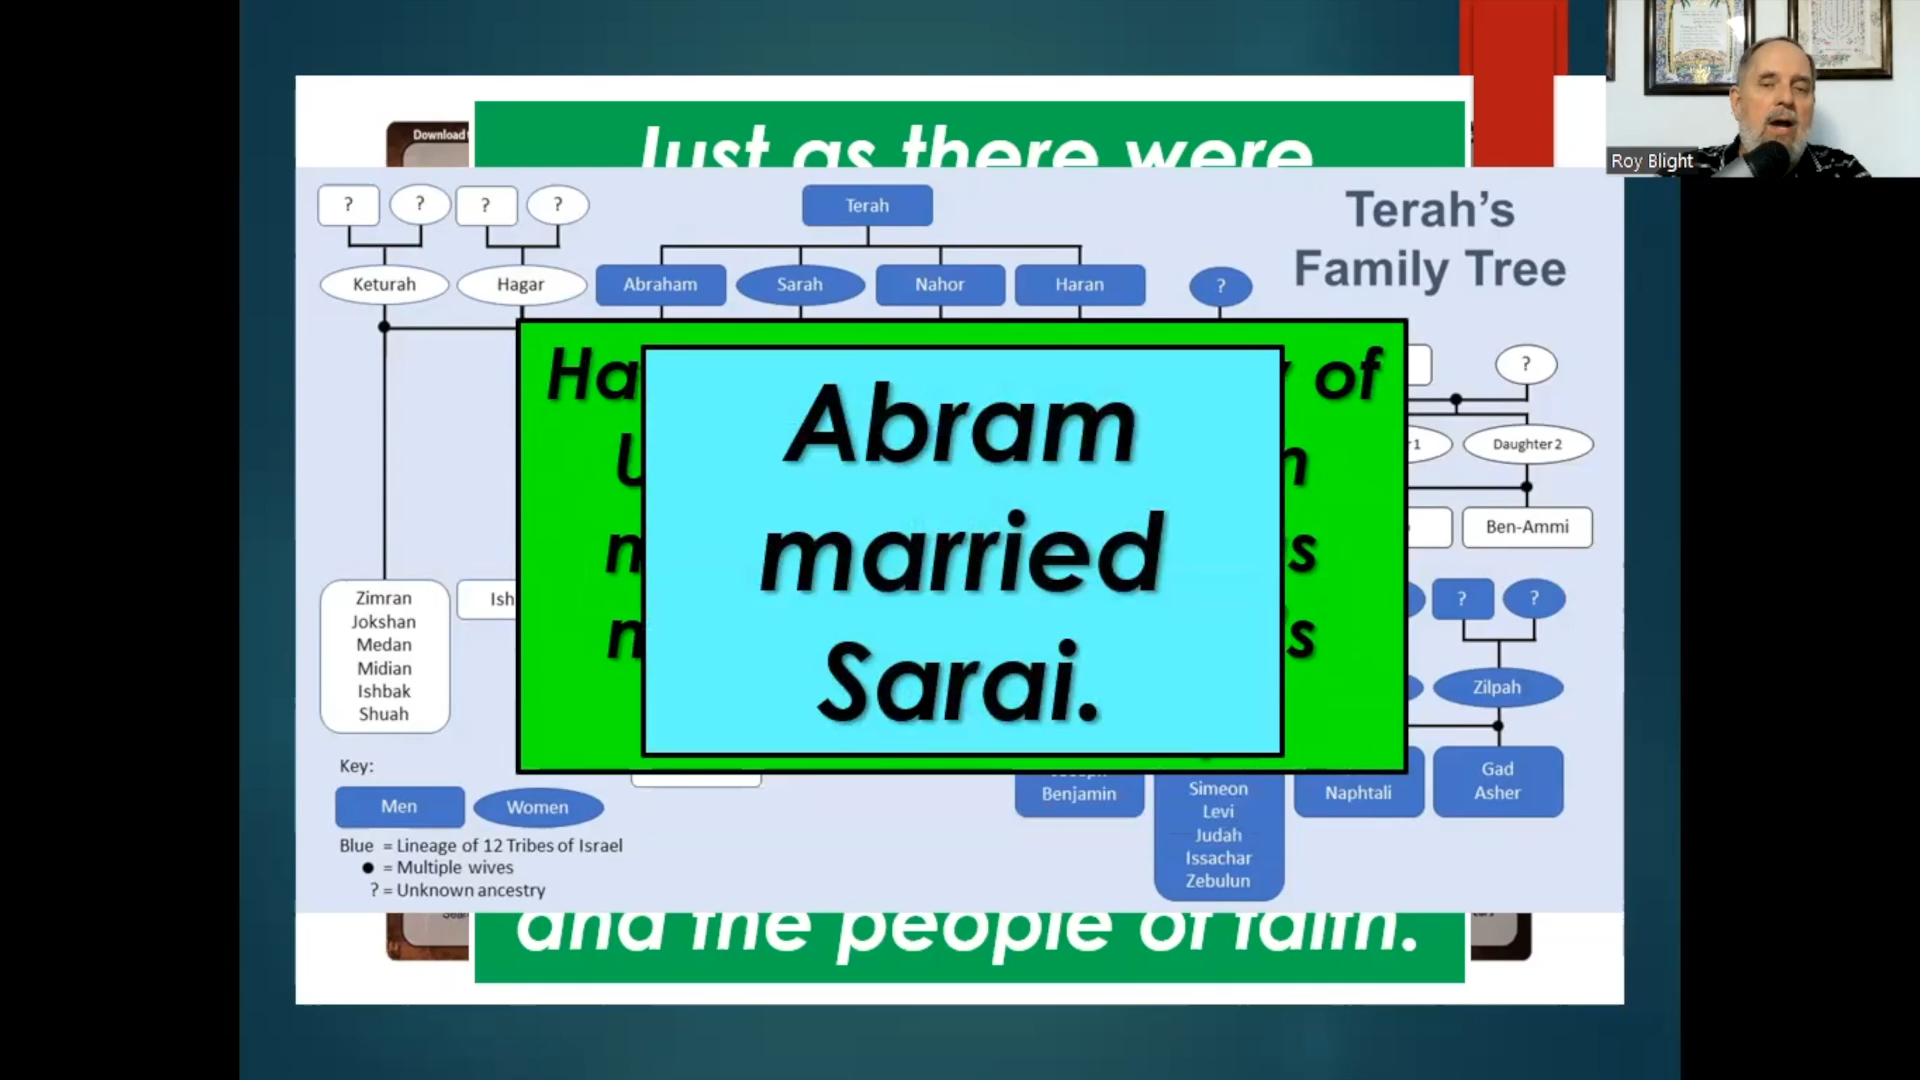 Download
Just as there were
Roy Blight
Terah's
Family Tree
? ? ? ? Terah
Keturah Hagar Abraham Sarah Nahor Haran ?
Ha of
Abram
married
Sarai.
?
1 Daughter 2
Ben-Ammi
Zimran
Jokshan
Medan
Midian
Ishbak
Shuah
Ish
? ?
Zilpah
Key:
Men Women
Blue = Lineage of 12 Tribes of Israel
● = Multiple wives
? = Unknown ancestry
Benjamin
Simeon
Levi
Judah
Issachar
Zebulun
Naphtali
Gad
Asher
and the people of faith.